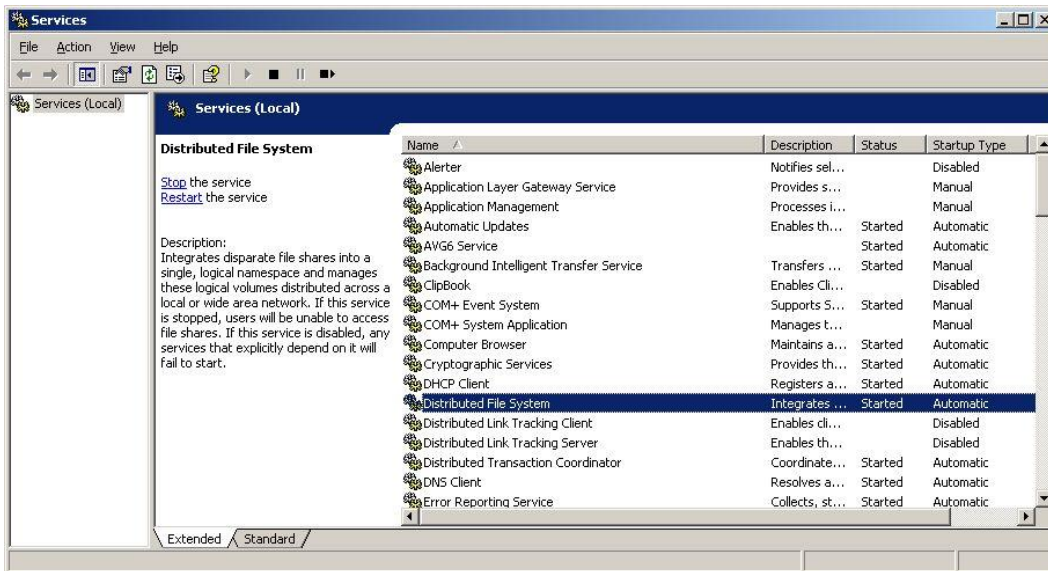 Services
File Action View Help
Services (Local)
Services (Local)
Distributed File System
Stop the service
Restart the service
Description:
Integrates disparate file shares into a
single, logical namespace and manages
these logical volumes distributed across a
local or wide area network. If this service
is stopped, users will be unable to access
file shares. If this service is disabled, any
services that explicitly depend on it will
fail to start.
Name Description Status Startup Type
Alerter Notifies sel... Disabled
Application Layer Gateway Service Provides s... Manual
Application Management Processes i... Manual
Automatic Updates Enables th... Started Automatic
AVG6 Service Started Automatic
Background Intelligent Transfer Service Transfers ... Started Manual
ClipBook Enables Cli... Disabled
COM+ Event System Supports S... Started Manual
COM+ System Application Manages t... Manual
Computer Browser Maintains a... Started Automatic
Cryptographic Services Provides th... Started Automatic
DHCP Client Registers a... Started Automatic
Distributed File System Integrates ... Started Automatic
Distributed Link Tracking Client Enables cli... Disabled
Distributed Link Tracking Server Enables th... Disabled
Distributed Transaction Coordinator Coordinate... Started Automatic
DNS Client Resolves a... Started Automatic
Error Reporting Service Collects, st... Started Automatic
Extended Standard